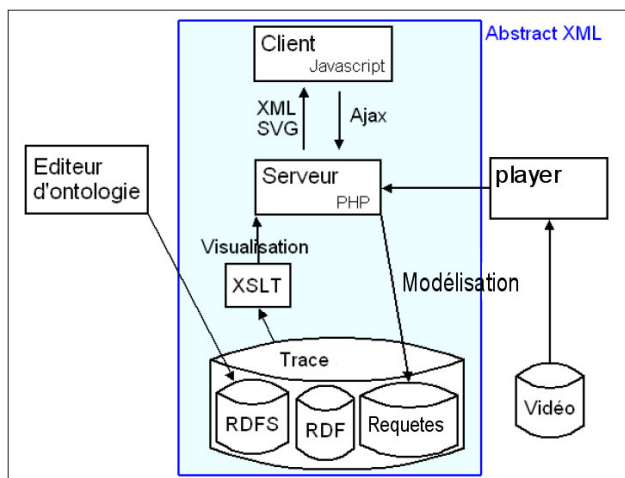 Client
Javascript
Abstract XML
XML
SVG
Ajax
Editeur
d'ontologie
Serveur
PHP
player
Visualisation
XSLT
Modélisation
Trace
RDFS
RDF
Requetes
Vidéo